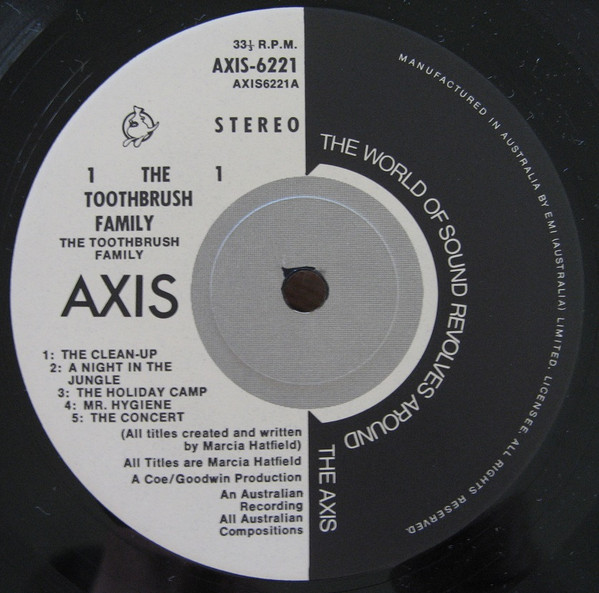 33⅓ R.P.M.
AXIS-6221
AXIS6221A
STEREO
1 THE 1
TOOTHBRUSH
FAMILY
THE TOOTHBRUSH
FAMILY
AXIS
1: THE CLEAN-UP
2: A NIGHT IN THE
JUNGLE
3: THE HOLIDAY CAMP
4: MR. HYGIENE
5: THE CONCERT
(All titles created and written
by Marcia Hatfield)
All Titles are Marcia Hatfield
A Coe/Goodwin Production
An Australian
Recording
All Australian
Compositions
THE WORLD OF SOUND REVOLVES AROUND
THE AXIS
MANUFACTURED IN AUSTRALIA BY EMI (AUSTRALIA) LIMITED, LICENSEE. ALL RIGHTS RESERVED.